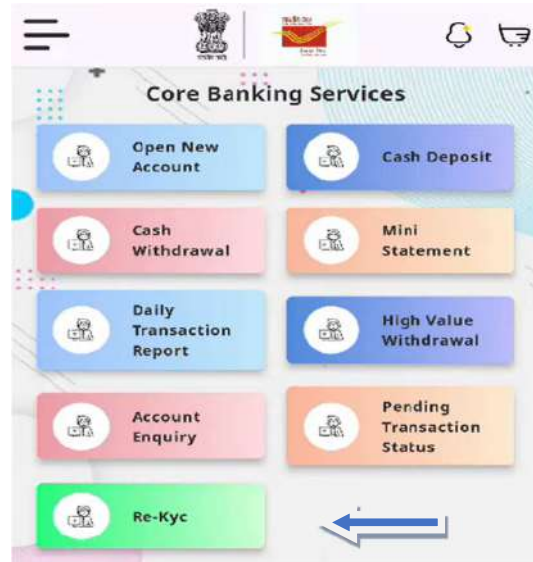 Core Banking Services
Open New
Account
Cash Deposit
Cash
Withdrawal
Mini
Statement
Daily
Transaction
Report
High Value
Withdrawal
Account
Enquiry
Pending
Transaction
Status
Re-Kyc